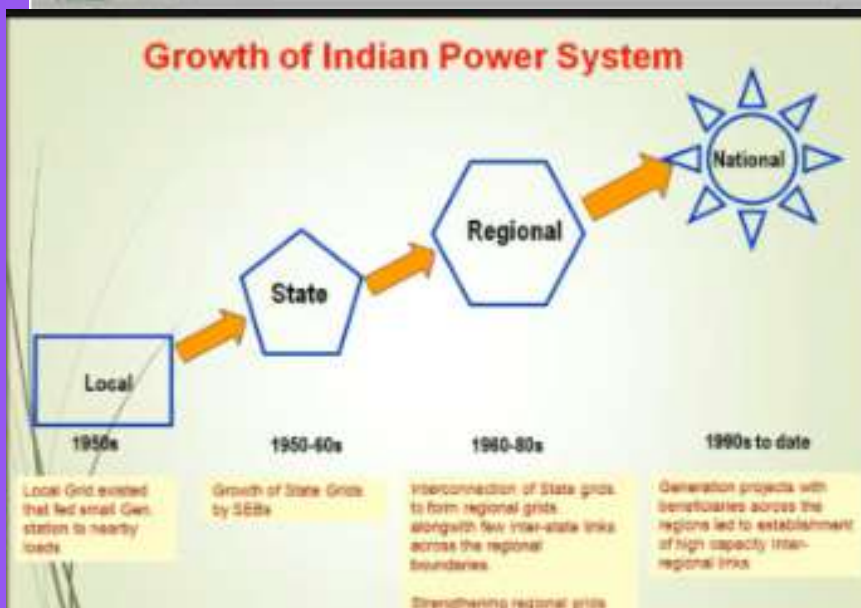 Growth of Indian Power System
National
Regional
State
Local
1950s
1950-60s
1960-80s
1990s to date
Local Grid existed
that fed small Gen.
station to nearby
loads
Growth of State Grids
by SEBs
Interconnection of State grids
to form regional grids
alongwith few inter-state links
across the regional
boundaries.
Strengthening regional grids
Generation projects with
beneficiaries across the
regions led to establishment
of high capacity Inter-
regional links